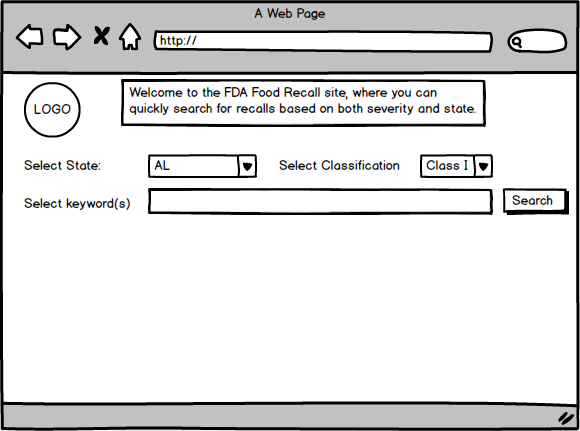 A Web Page
http://
LOGO
Welcome to the FDA Food Recall site, where you can
quickly search for recalls based on both severity and state.
Select State:
AL
Select Classification
Class I
Select keyword(s)
Search